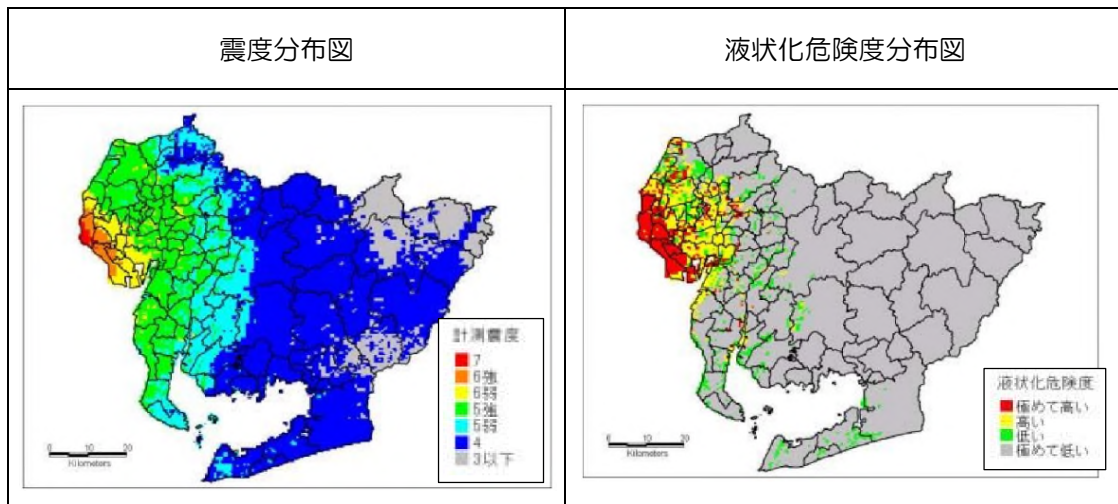 震度分布図
液状化危険度分布図
計測震度
7
6強
6弱
5強
5弱
4
3以下
0 10 20
Kilometers
液状化危険度
極めて高い
高い
低い
極めて低い
0 10 20
Kilometers